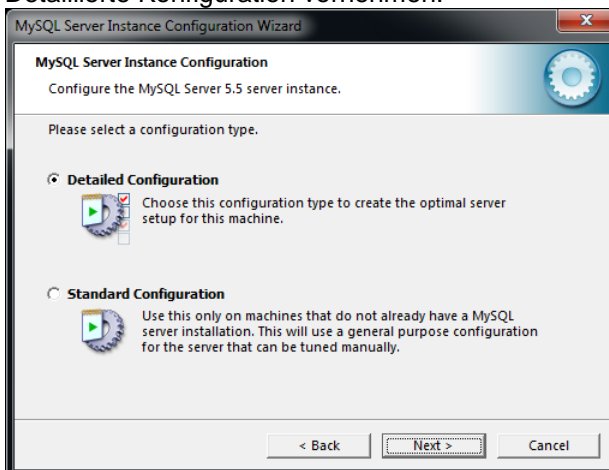 Detaillierte Konfiguration vornehmen.
MySQL Server Instance Configuration Wizard
MySQL Server Instance Configuration
Configure the MySQL Server 5.5 server instance.
Please select a configuration type.
Detailed Configuration
Choose this configuration type to create the optimal server
setup for this machine.
Standard Configuration
Use this only on machines that do not already have a MySQL
server installation. This will use a general purpose configuration
for the server that can be tuned manually.
< Back
Next >
Cancel